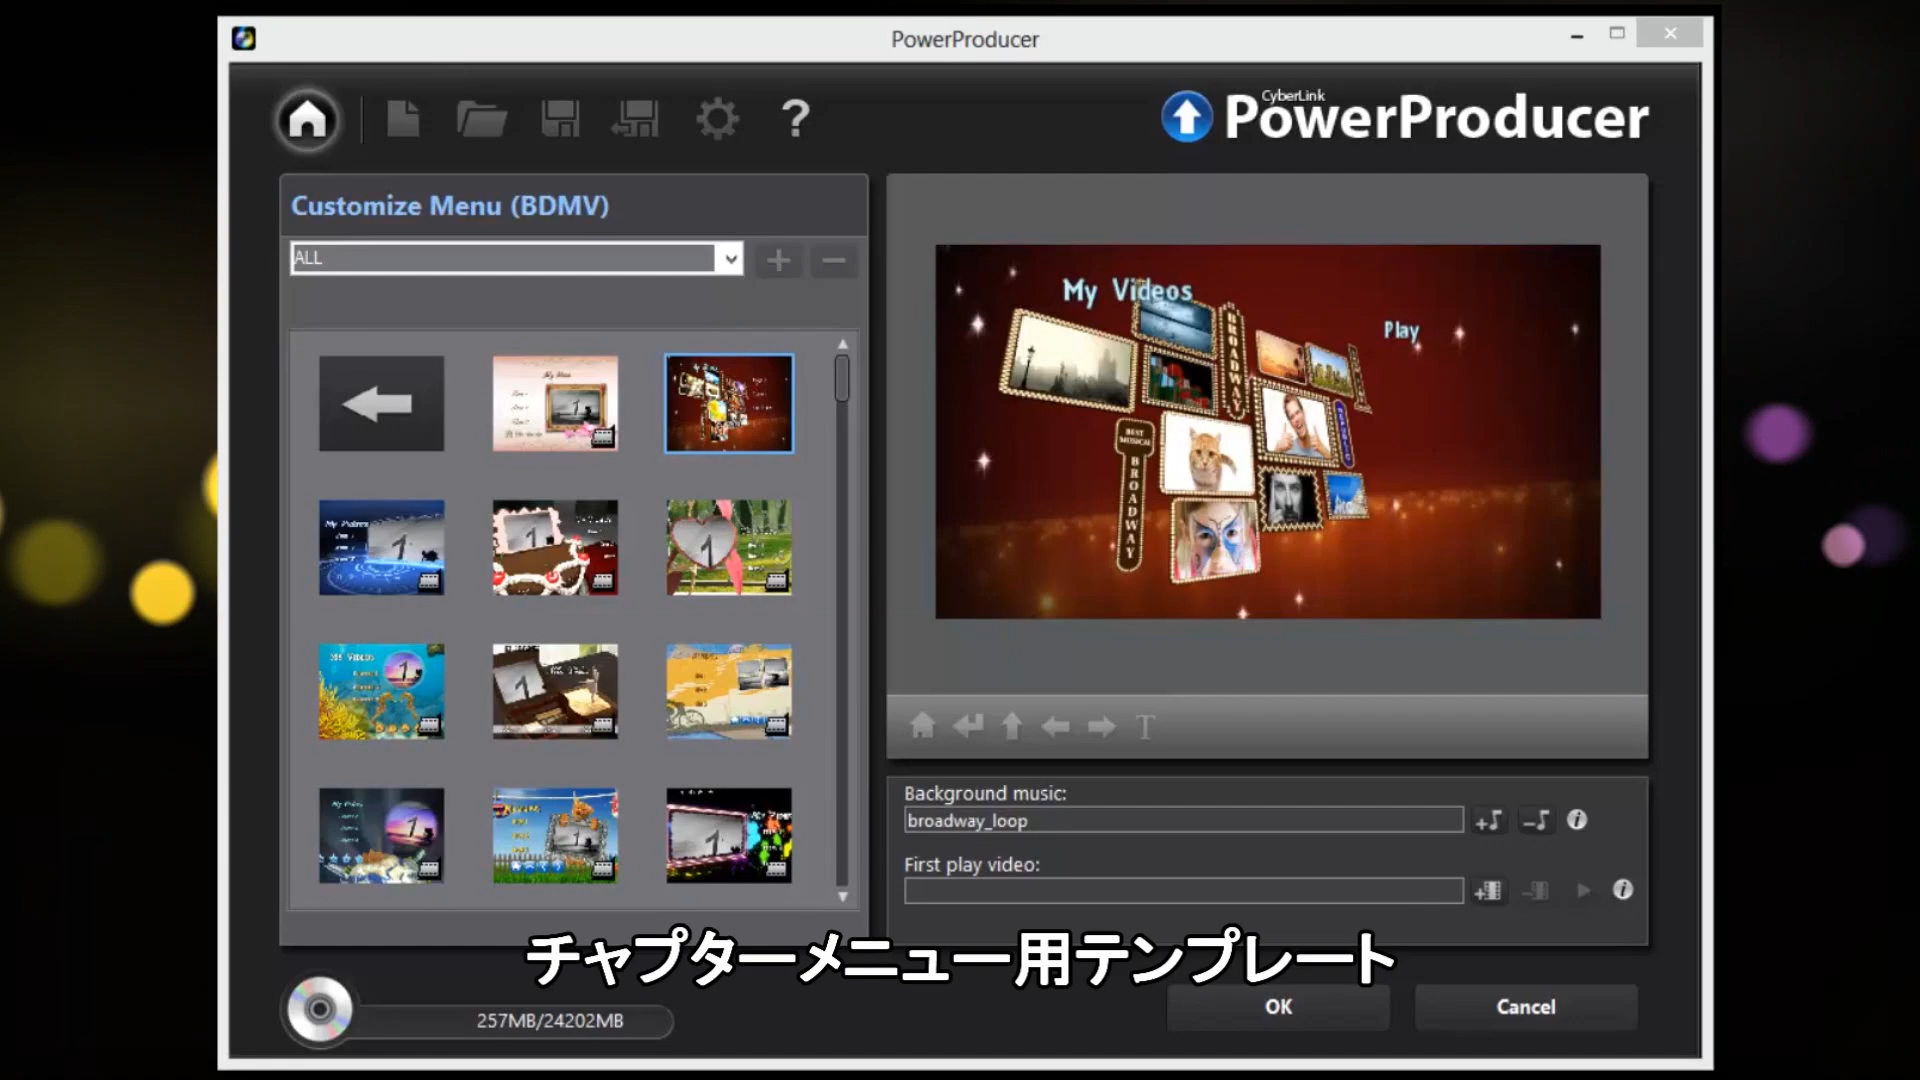 PowerProducer
CyberLink
PowerProducer
Customize Menu (BDMV)
ALL
My Videos
Play
BROADWAY
BEST
MUSICAL
BROADWAY
Background music:
broadway_loop
First play video:
チャプターメニュー用テンプレート
257MB/24202MB
OK
Cancel